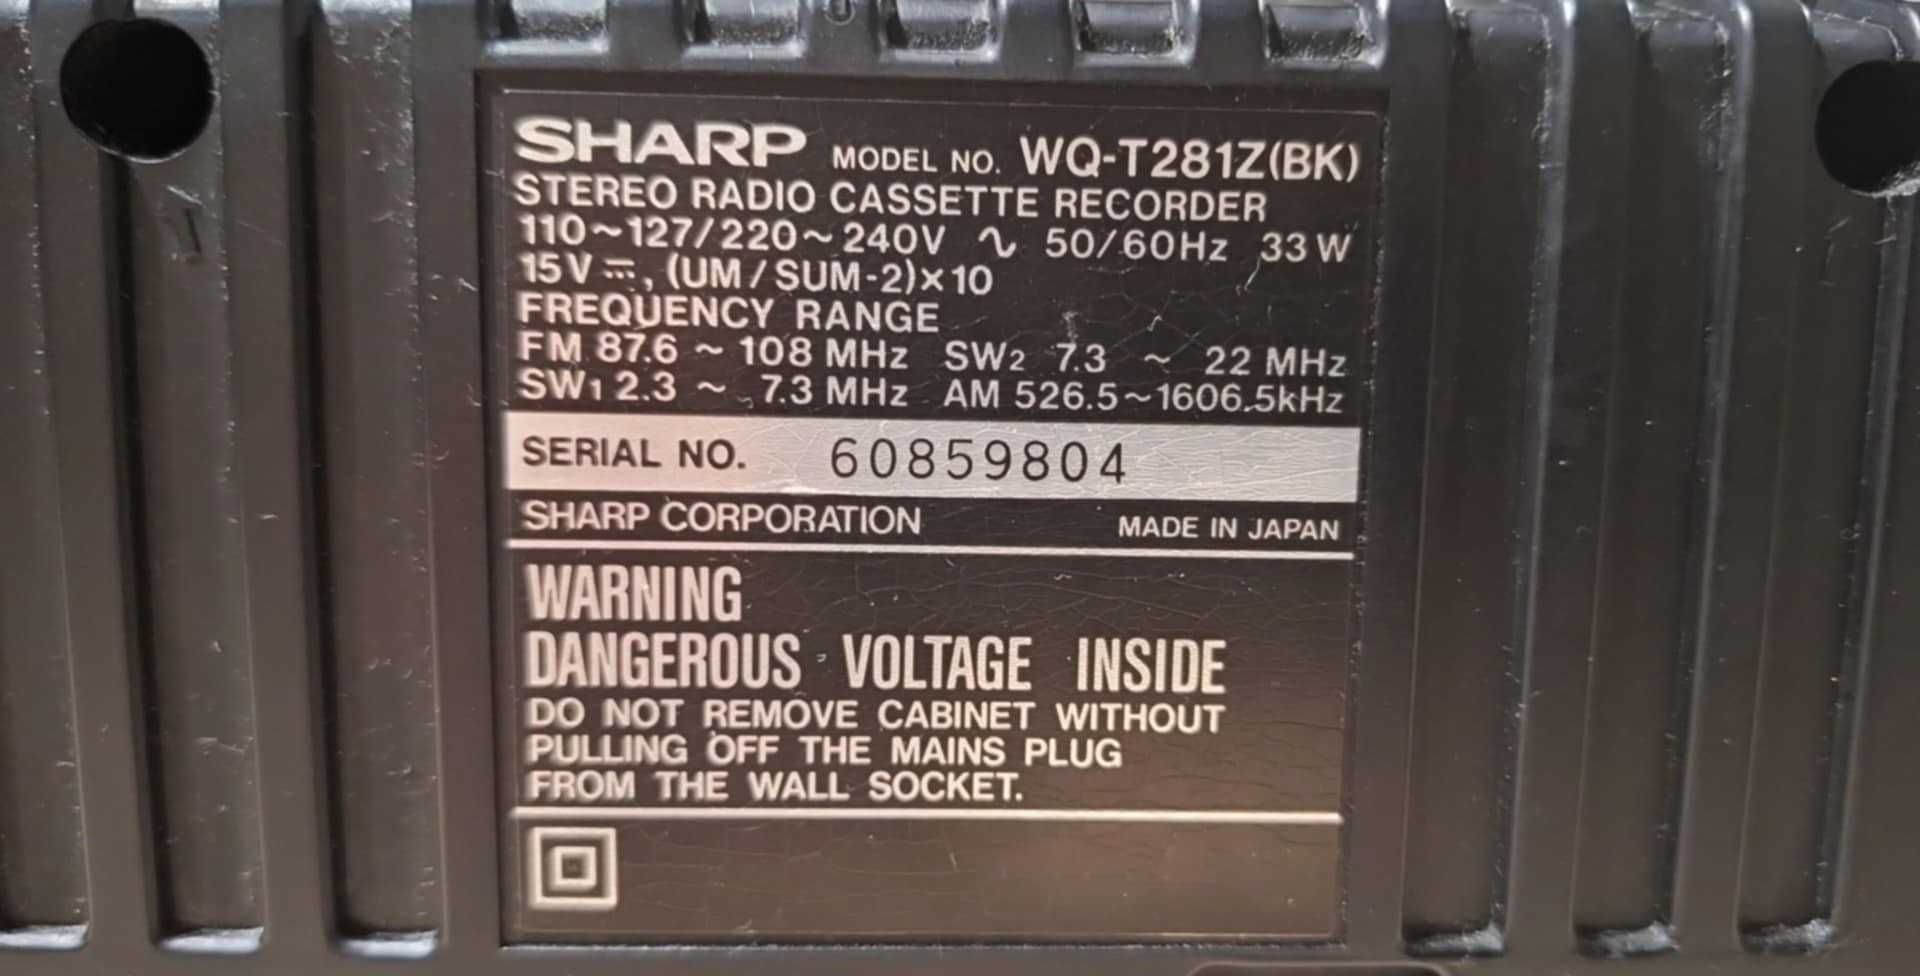 SHARP MODEL NO. WQ-T281Z(BK)
STEREO RADIO CASSETTE RECORDER
110~127/220~240V ∿ 50/60Hz 33W
15V ⎓, (UM/SUM-2)×10
FREQUENCY RANGE
FM 87.6 ~ 108 MHz SW2 7.3 ~ 22 MHz
SW1 2.3 ~ 7.3 MHz AM 526.5~1606.5kHz
SERIAL NO. 60859804
SHARP CORPORATION MADE IN JAPAN
WARNING
DANGEROUS VOLTAGE INSIDE
DO NOT REMOVE CABINET WITHOUT
PULLING OFF THE MAINS PLUG
FROM THE WALL SOCKET.